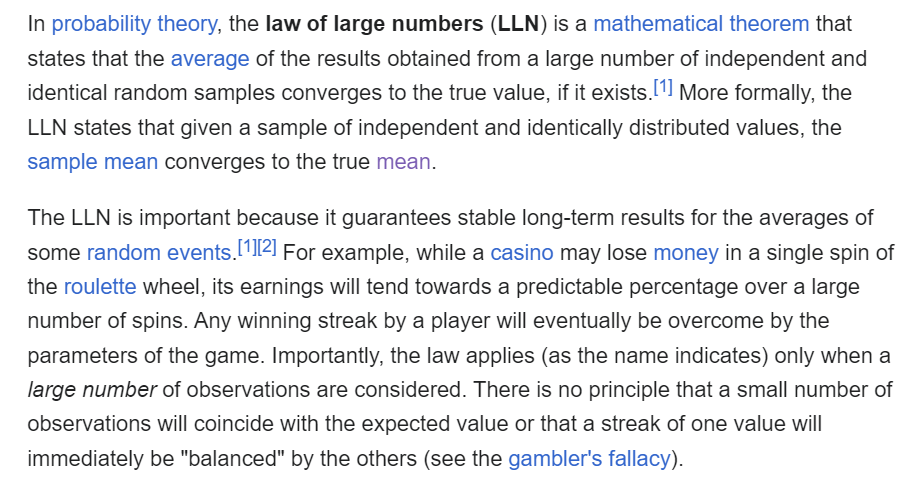 In probability theory, the law of large numbers (LLN) is a mathematical theorem that
states that the average of the results obtained from a large number of independent and
identical random samples converges to the true value, if it exists.[1] More formally, the
LLN states that given a sample of independent and identically distributed values, the
sample mean converges to the true mean.
The LLN is important because it guarantees stable long-term results for the averages of
some random events.[1][2] For example, while a casino may lose money in a single spin of
the roulette wheel, its earnings will tend towards a predictable percentage over a large
number of spins. Any winning streak by a player will eventually be overcome by the
parameters of the game. Importantly, the law applies (as the name indicates) only when a
large number of observations are considered. There is no principle that a small number of
observations will coincide with the expected value or that a streak of one value will
immediately be "balanced" by the others (see the gambler's fallacy).